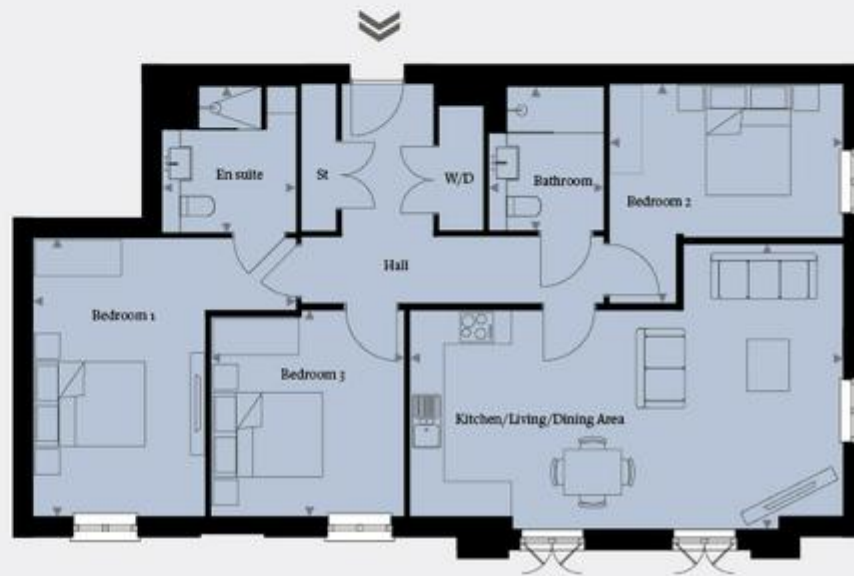 En suite
St
W/D
Bathroom
Bedroom 2
Hall
Bedroom 1
Bedroom 3
Kitchen/Living/Dining Area